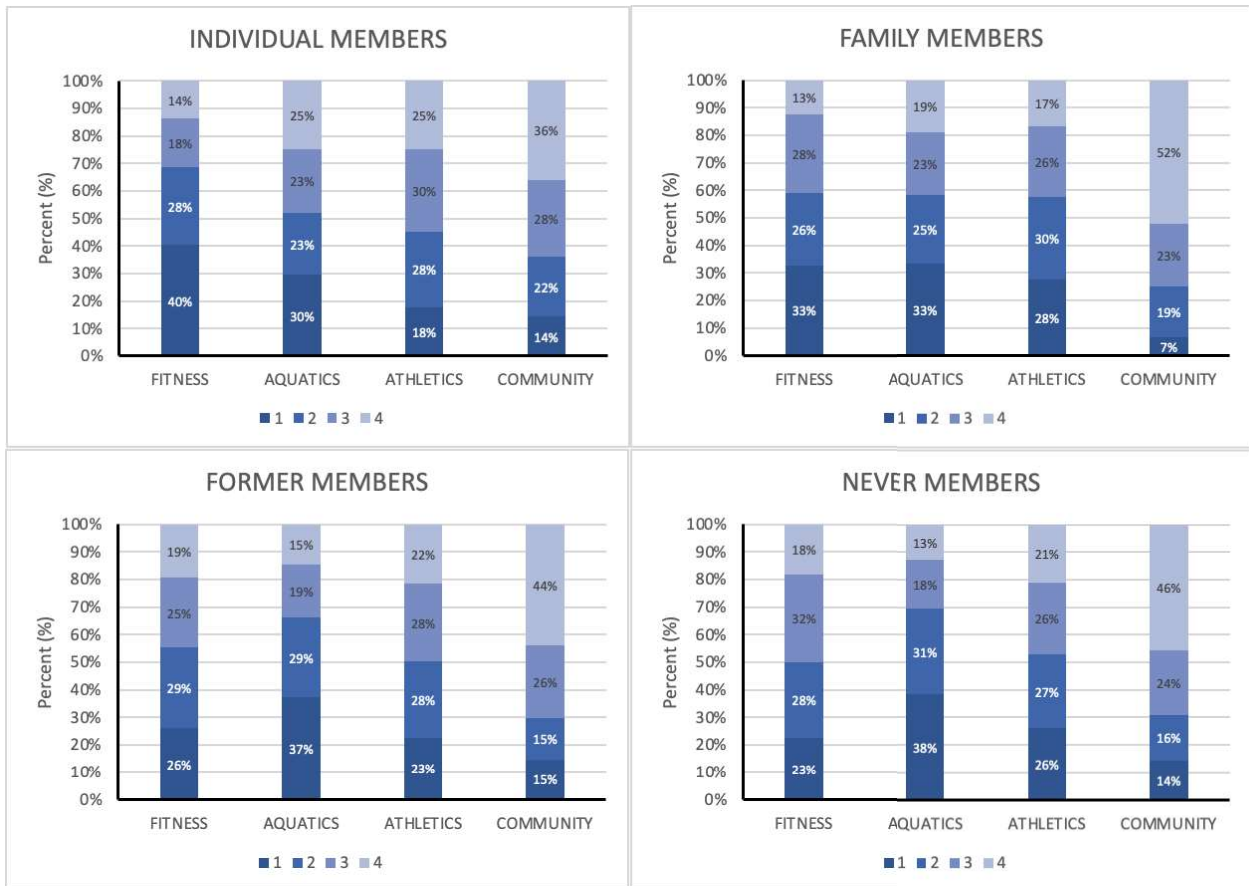 INDIVIDUAL MEMBERS
Percent (%)
100%
90%
80%
70%
60%
50%
40%
30%
20%
10%
0%
14% 25% 25% 36%
18% 23% 30% 28%
28% 23% 28% 22%
40% 30% 18% 14%
FITNESS AQUATICS ATHLETICS COMMUNITY
1 2 3 4
FAMILY MEMBERS
Percent (%)
100%
90%
80%
70%
60%
50%
40%
30%
20%
10%
0%
13% 19% 17% 52%
28% 23% 26% 23%
26% 25% 30% 19%
33% 33% 28% 7%
FITNESS AQUATICS ATHLETICS COMMUNITY
1 2 3 4
FORMER MEMBERS
Percent (%)
100%
90%
80%
70%
60%
50%
40%
30%
20%
10%
0%
19% 15% 22% 44%
25% 19% 28% 26%
29% 29% 28% 15%
26% 37% 23% 15%
FITNESS AQUATICS ATHLETICS COMMUNITY
1 2 3 4
NEVER MEMBERS
Percent (%)
100%
90%
80%
70%
60%
50%
40%
30%
20%
10%
0%
18% 13% 21% 46%
32% 18% 26% 24%
28% 31% 27% 16%
23% 38% 26% 14%
FITNESS AQUATICS ATHLETICS COMMUNITY
1 2 3 4